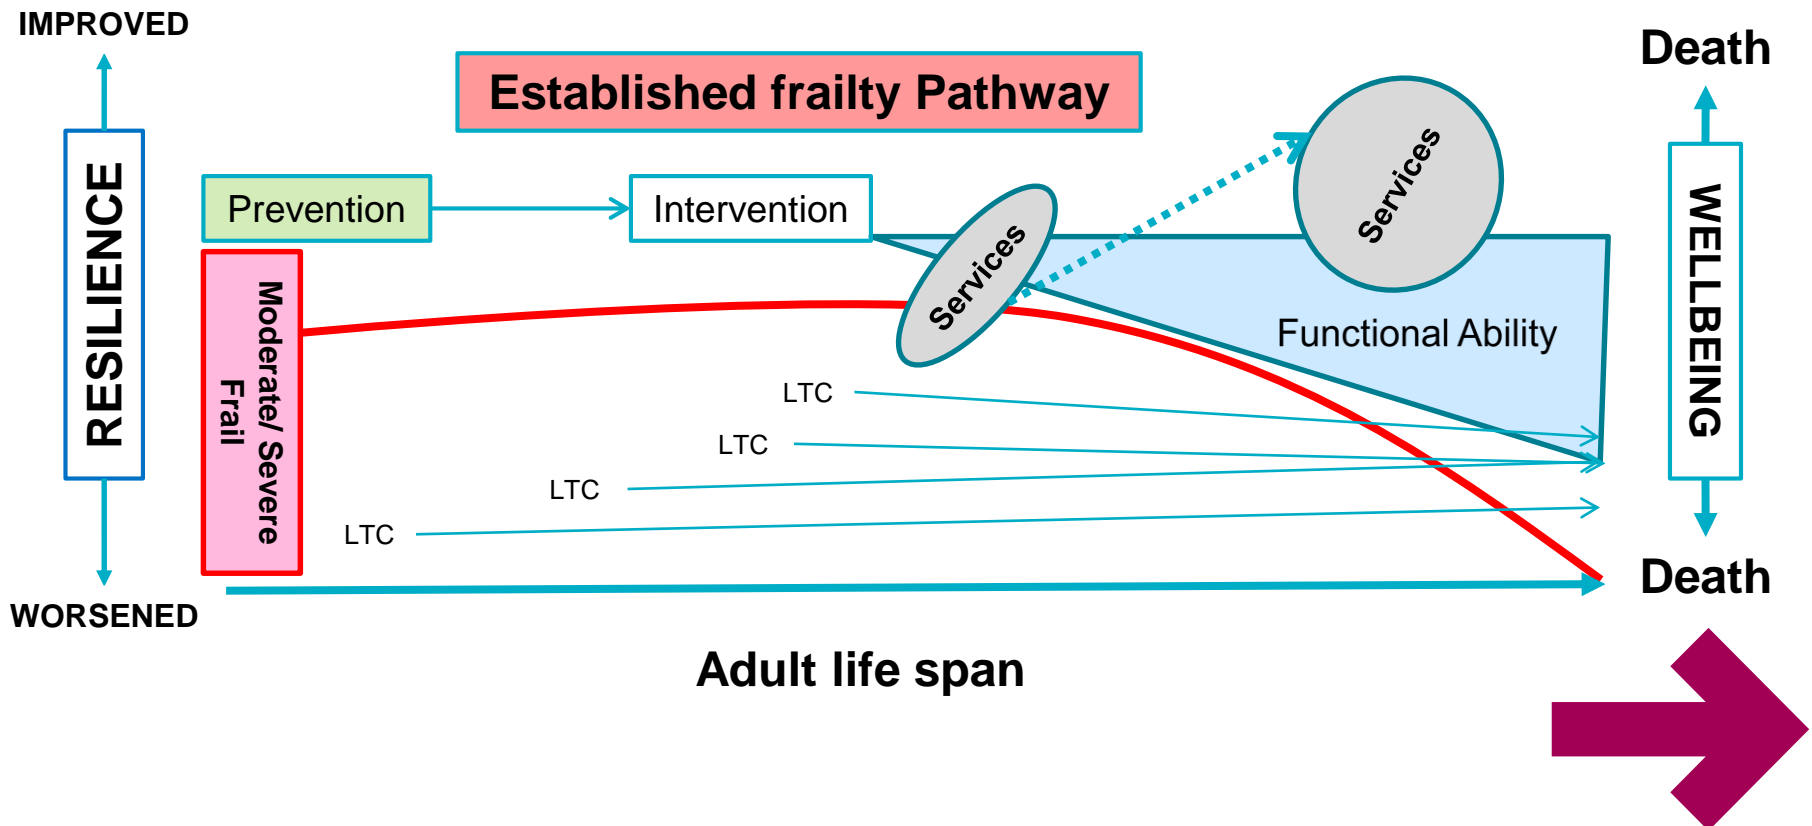 IMPROVED
Death
Established frailty Pathway
RESILIENCE
Prevention
Intervention
Services
Services
WELLBEING
Moderate/ Severe
Frail
Functional Ability
LTC
LTC
LTC
LTC
Death
WORSENED
Adult life span